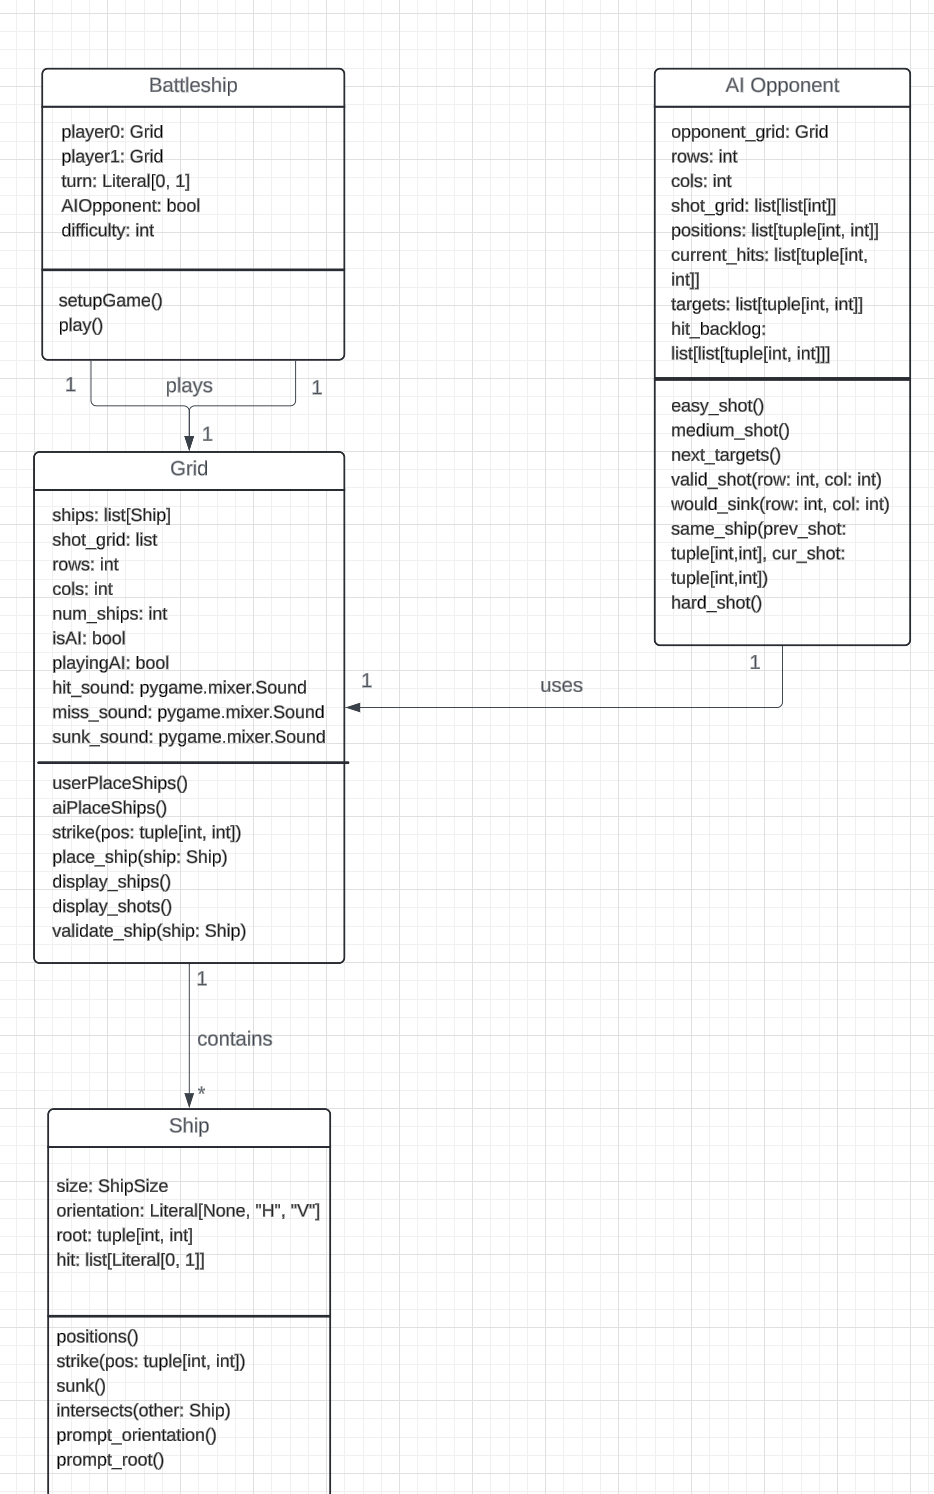 Battleship
player0: Grid
player1: Grid
turn: Literal[0, 1]
AIOpponent: bool
difficulty: int
setupGame()
play()
1
plays
1
1
AI Opponent
opponent_grid: Grid
rows: int
cols: int
shot_grid: list[list[int]]
positions: list[tuple[int, int]]
current_hits: list[tuple[int,
int]]
targets: list[tuple[int, int]]
hit_backlog:
list[list[tuple[int, int]]]
easy_shot()
medium_shot()
next_targets()
valid_shot(row: int, col: int)
would_sink(row: int, col: int)
same_ship(prev_shot:
tuple[int,int], cur_shot:
tuple[int,int])
hard_shot()
1
uses
1
Grid
ships: list[Ship]
shot_grid: list
rows: int
cols: int
num_ships: int
isAI: bool
playingAI: bool
hit_sound: pygame.mixer.Sound
miss_sound: pygame.mixer.Sound
sunk_sound: pygame.mixer.Sound
userPlaceShips()
aiPlaceShips()
strike(pos: tuple[int, int])
place_ship(ship: Ship)
display_ships()
display_shots()
validate_ship(ship: Ship)
1
contains
*
Ship
size: ShipSize
orientation: Literal[None, "H", "V"]
root: tuple[int, int]
hit: list[Literal[0, 1]]
positions()
strike(pos: tuple[int, int])
sunk()
intersects(other: Ship)
prompt_orientation()
prompt_root()